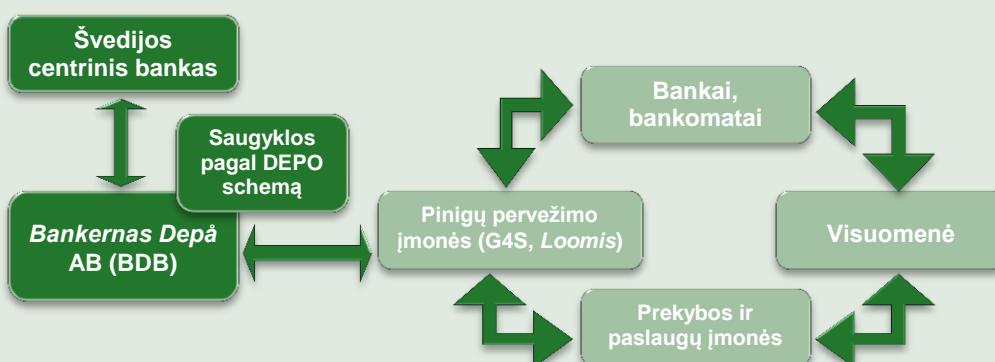 Švedijos
centrinis bankas
Saugyklos
pagal DEPO
schemą
Bankernas Depå
AB (BDB)
Bankai,
bankomatai
Pinigų pervežimo
įmonės (G4S, Loomis)
Visuomenė
Prekybos ir
paslaugų įmonės